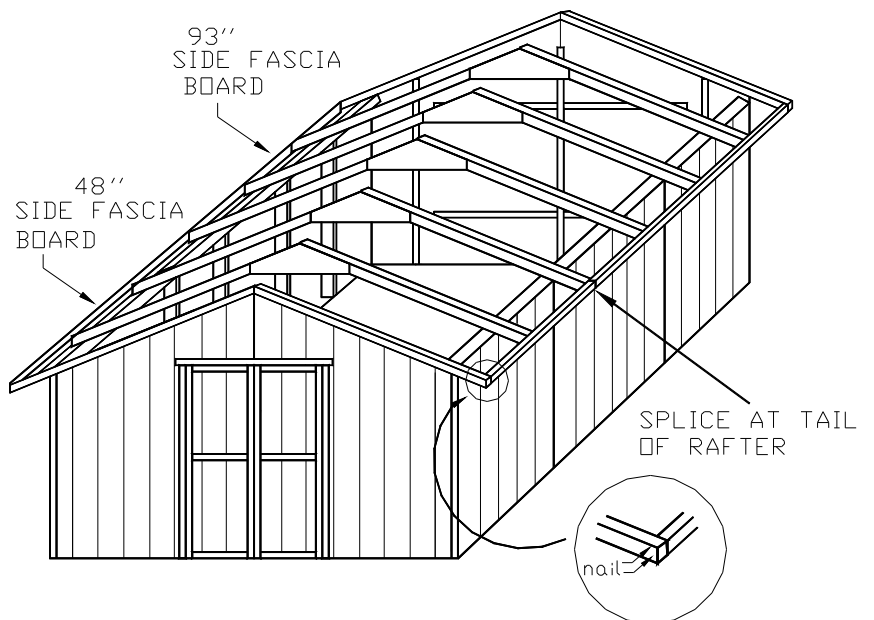 93"
SIDE FASCIA
BOARD
48"
SIDE FASCIA
BOARD
SPLICE AT TAIL
OF RAFTER
nail